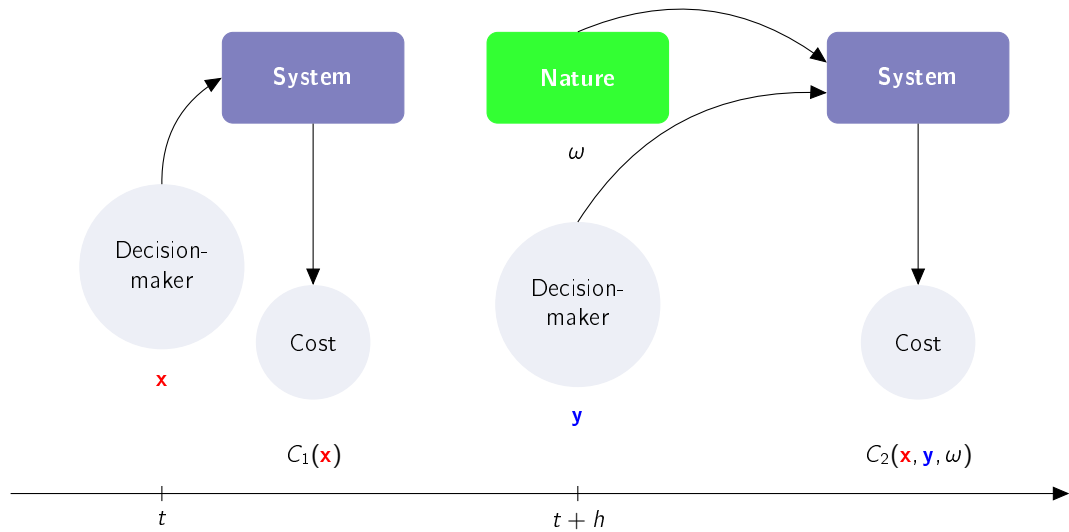 System
Nature
System
ω
Decision-
maker
Decision-
maker
Cost
Cost
x
y
C₁(x)
C₂(x, y, ω)
t
t + h